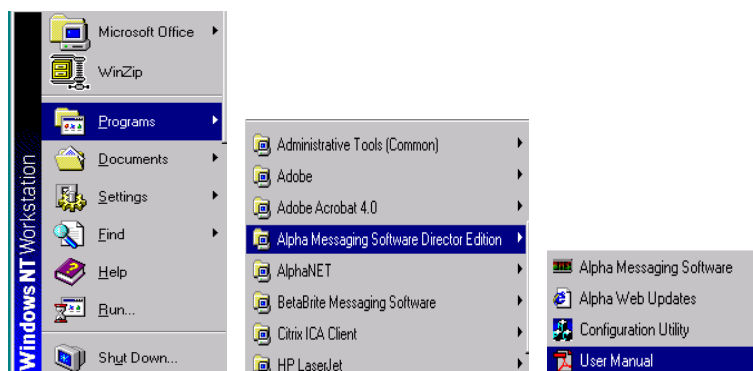 Microsoft Office
WinZip
Programs
Documents
Settings
Find
Help
Run...
Shut Down...
Windows NT Workstation
Administrative Tools (Common)
Adobe
Adobe Acrobat 4.0
Alpha Messaging Software Director Edition
AlphaNET
BetaBrite Messaging Software
Citrix ICA Client
HP LaserJet
Alpha Messaging Software
Alpha Web Updates
Configuration Utility
User Manual